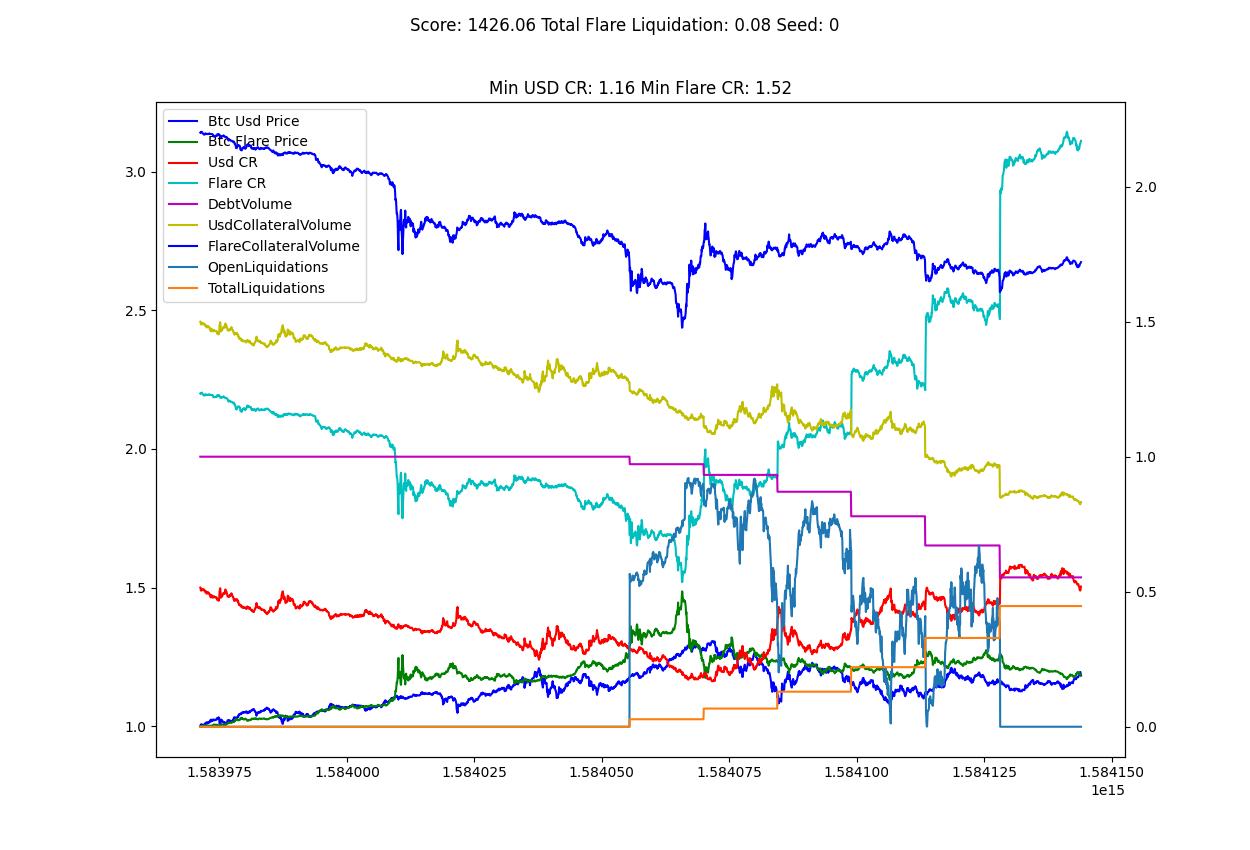 Score: 1426.06 Total Flare Liquidation: 0.08 Seed: 0
Min USD CR: 1.16 Min Flare CR: 1.52
Btc Usd Price
Btc Flare Price
Usd CR
Flare CR
DebtVolume
UsdCollateralVolume
FlareCollateralVolume
OpenLiquidations
TotalLiquidations
3.0
2.5
2.0
1.5
1.0
2.0
1.5
1.0
0.5
0.0
1.583975 1.584000 1.584025 1.584050 1.584075 1.584100 1.584125 1.584150
1e15